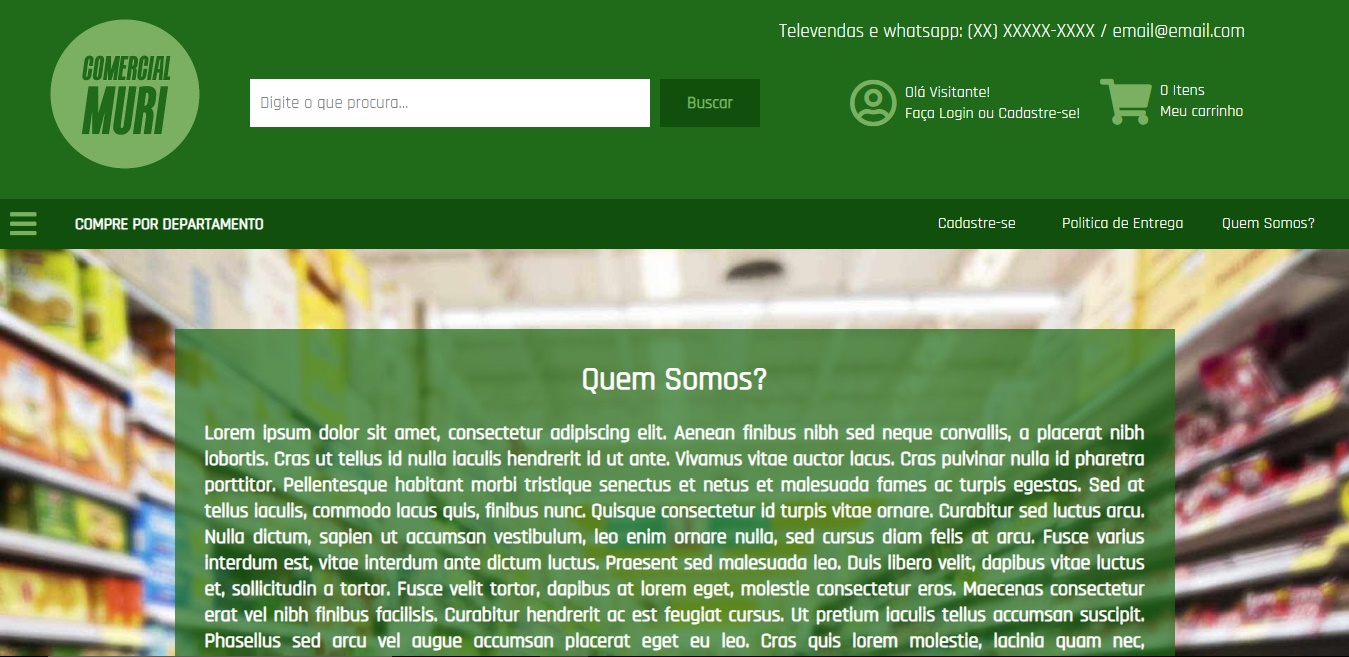 Televendas e whatsapp: (XX) XXXXX-XXXX / email@email.com
COMERCIAL
MURI
Digite o que procura...
Buscar
Olá Visitante!
Faça Login ou Cadastre-se!
0 Itens
Meu carrinho
COMPRE POR DEPARTAMENTO
Cadastre-se
Politica de Entrega
Quem Somos?
Quem Somos?
Lorem ipsum dolor sit amet, consectetur adipiscing elit. Aenean finibus nibh sed neque convallis, a placerat nibh
lobortis. Cras ut tellus id nulla iaculis hendrerit id ut ante. Vivamus vitae auctor lacus. Cras pulvinar nulla id pharetra
porttitor. Pellentesque habitant morbi tristique senectus et netus et malesuada fames ac turpis egestas. Sed at
tellus iaculis, commodo lacus quis, finibus nunc. Quisque consectetur id turpis vitae ornare. Curabitur sed luctus arcu.
Nulla dictum, sapien ut accumsan vestibulum, leo enim ornare nulla, sed cursus diam felis at arcu. Fusce varius
interdum est, vitae interdum ante dictum luctus. Praesent sed malesuada leo. Duis libero velit, dapibus vitae luctus
et, sollicitudin a tortor. Fusce velit tortor, dapibus at lorem eget, molestie consectetur eros. Maecenas consectetur
erat vel nibh finibus facilisis. Curabitur hendrerit ac est feugiat cursus. Ut pretium iaculis tellus accumsan suscipit.
Phasellus sed arcu vel augue accumsan placerat eget eu leo. Cras quis lorem molestie, lacinia quam nec,